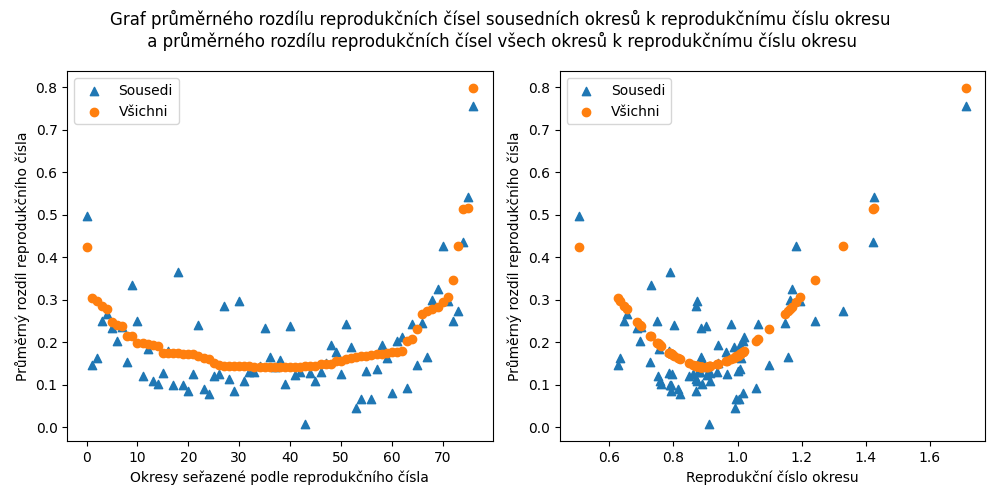 Graf průměrného rozdílu reprodukčních čísel sousedních okresů k reprodukčnímu číslu okresu
a průměrného rozdílu reprodukčních čísel všech okresů k reprodukčnímu číslu okresu
Průměrný rozdíl reprodukčního čísla
0.8
0.7
0.6
0.5
0.4
0.3
0.2
0.1
0.0
Sousedi
Všichni
0 10 20 30 40 50 60 70
Okresy seřazené podle reprodukčního čísla
Průměrný rozdíl reprodukčního čísla
0.8
0.7
0.6
0.5
0.4
0.3
0.2
0.1
0.0
Sousedi
Všichni
0.6 0.8 1.0 1.2 1.4 1.6
Reprodukční číslo okresu